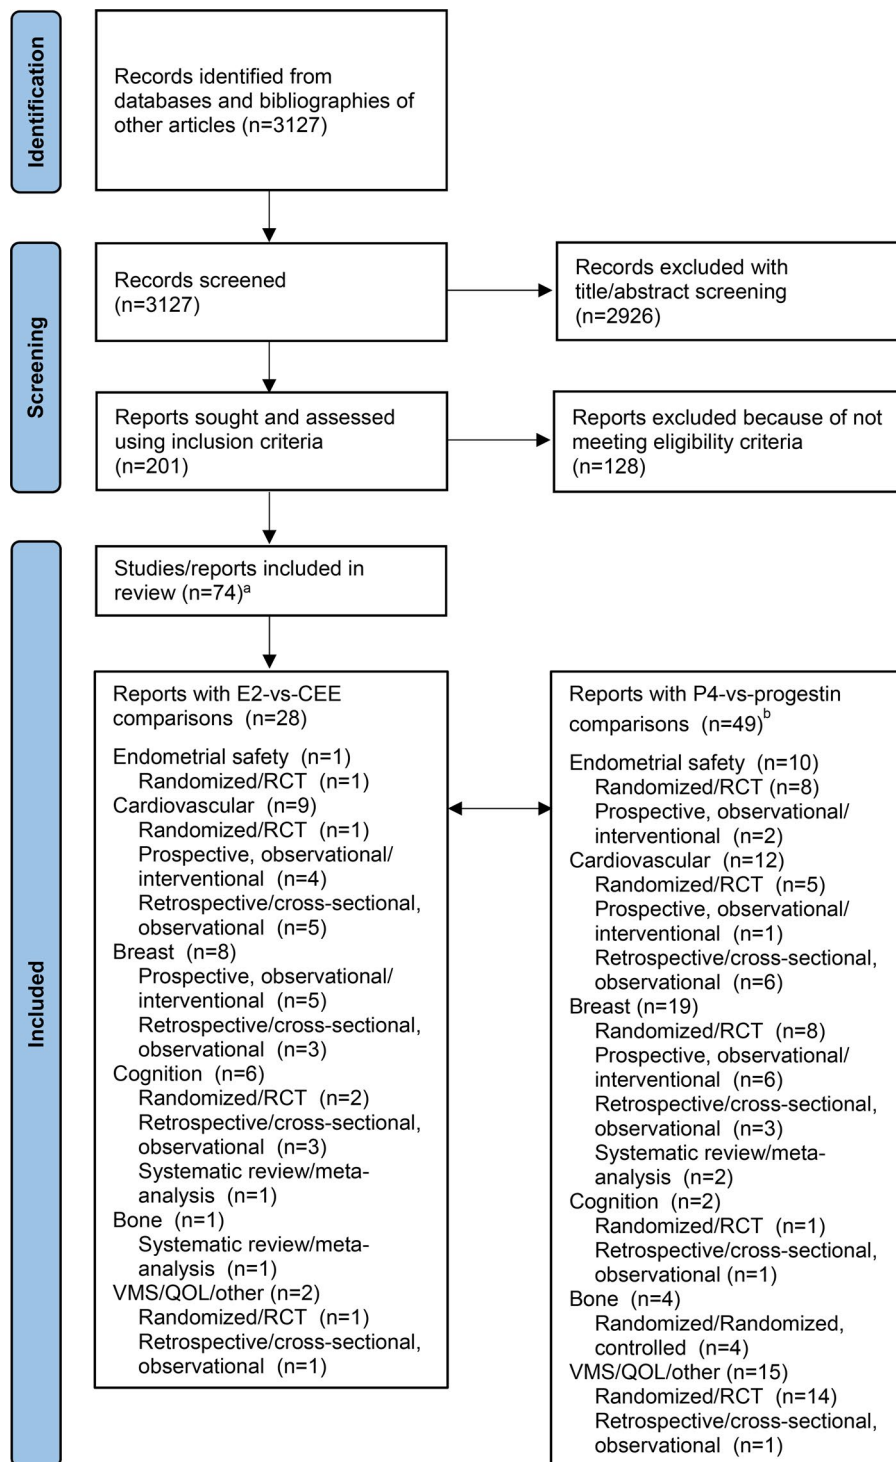 Identification
Records identified from
databases and bibliographies of
other articles (n=3127)
Screening
Records screened
(n=3127)
Records excluded with
title/abstract screening
(n=2926)
Reports sought and assessed
using inclusion criteria
(n=201)
Reports excluded because of not
meeting eligibility criteria
(n=128)
Included
Studies/reports included in
review (n=74)a
Reports with E2-vs-CEE
comparisons (n=28)
Endometrial safety (n=1)
Randomized/RCT (n=1)
Cardiovascular (n=9)
Randomized/RCT (n=1)
Prospective, observational/
interventional (n=4)
Retrospective/cross-sectional,
observational (n=5)
Breast (n=8)
Prospective, observational/
interventional (n=5)
Retrospective/cross-sectional,
observational (n=3)
Cognition (n=6)
Randomized/RCT (n=2)
Retrospective/cross-sectional,
observational (n=3)
Systematic review/meta-
analysis (n=1)
Bone (n=1)
Systematic review/meta-
analysis (n=1)
VMS/QOL/other (n=2)
Randomized/RCT (n=1)
Retrospective/cross-sectional,
observational (n=1)
Reports with P4-vs-progestin
comparisons (n=49)b
Endometrial safety (n=10)
Randomized/RCT (n=8)
Prospective, observational/
interventional (n=2)
Cardiovascular (n=12)
Randomized/RCT (n=5)
Prospective, observational/
interventional (n=1)
Retrospective/cross-sectional,
observational (n=6)
Breast (n=19)
Randomized/RCT (n=8)
Prospective, observational/
interventional (n=6)
Retrospective/cross-sectional,
observational (n=3)
Systematic review/meta-
analysis (n=2)
Cognition (n=2)
Randomized/RCT (n=1)
Retrospective/cross-sectional,
observational (n=1)
Bone (n=4)
Randomized/Randomized,
controlled (n=4)
VMS/QOL/other (n=15)
Randomized/RCT (n=14)
Retrospective/cross-sectional,
observational (n=1)